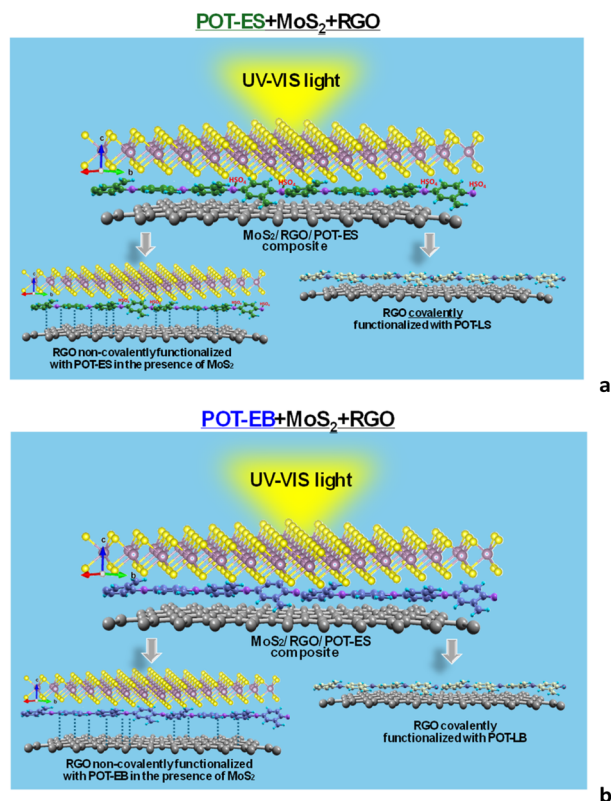 POT-ES+MoS₂+RGO
UV-VIS light
c
b
HSO₄ HSO₄ HSO₄ HSO₄
MoS₂/ RGO/ POT-ES
composite
RGO non-covalently functionalized
with POT-ES in the presence of MoS₂
RGO covalently
functionalized with POT-LS
a
POT-EB+MoS₂+RGO
UV-VIS light
c
b
MoS₂/ RGO/ POT-ES
composite
RGO non-covalently functionalized
with POT-EB in the presence of MoS₂
RGO covalently
functionalized with POT-LB
b